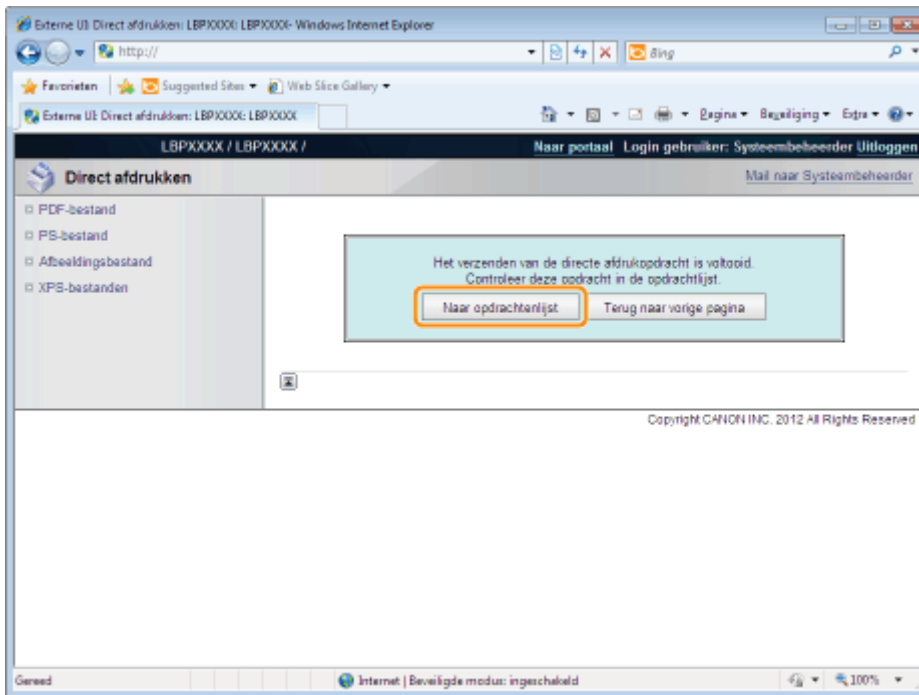 Externe UI: Direct afdrukken: LBPXXXX: LBPXXXX- Windows Internet Explorer
http://
Bing
Favorieten Suggested Sites Web Slice Gallery
Externe UI: Direct afdrukken: LBPXXXX: LBPXXXX
Pagina Beveiliging Extra
LBPXXXX / LBPXXXX / Naar portaal Login gebruiker: Systeembeheerder Uitloggen
Direct afdrukken Mail naar Systeembeheerder
PDF-bestand
PS-bestand
Afbeeldingsbestand
XPS-bestanden
Het verzenden van de directe afdrukopdracht is voltooid.
Controleer deze opdracht in de opdrachtlijst.
Naar opdrachtenlijst Terug naar vorige pagina
Copyright CANON INC. 2012 All Rights Reserved
Gereed Internet | Beveiligde modus: ingeschakeld 100%